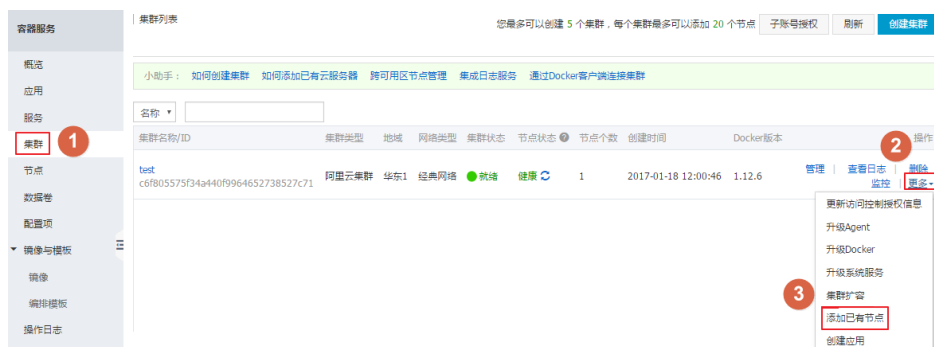 容器服务
集群列表
您最多可以创建 5 个集群，每个集群最多可以添加 20 个节点
子账号授权
刷新
创建集群
概览
应用
服务
集群
1
节点
数据卷
配置项
镜像与模板
镜像
编排模板
操作日志
小助手： 如何创建集群 如何添加已有云服务器 跨可用区节点管理 集成日志服务 通过Docker客户端连接集群
名称
集群名称/ID 集群类型 地域 网络类型 集群状态 节点状态 节点个数 创建时间 Docker版本 操作
2
test
c6f805575f34a440f9964652738527c71
阿里云集群 华东1 经典网络 就绪 健康 1 2017-01-18 12:00:46 1.12.6
管理 | 查看日志 | 删除
监控 | 更多
更新访问控制授权信息
升级Agent
升级Docker
升级系统服务
集群扩容
3
添加已有节点
创建应用